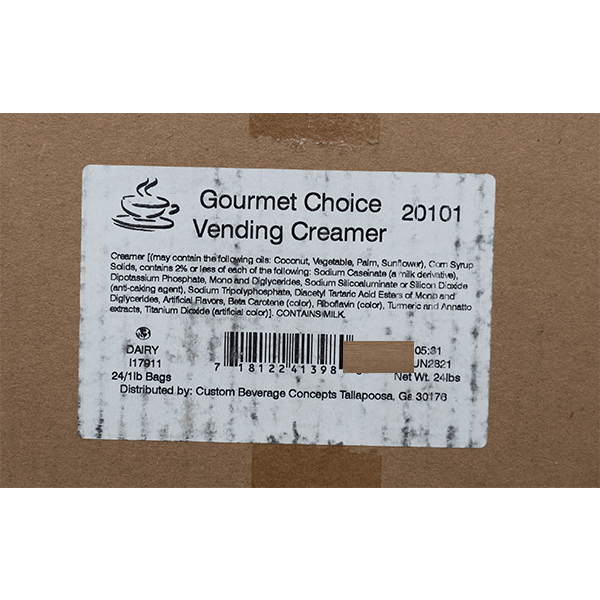 Gourmet Choice
Vending Creamer
20101
Creamer [(may contain the following oils: Coconut, Vegetable, Palm, Sunflower), Corn Syrup
Solids, contains 2% or less of each of the following: Sodium Caseinate (a milk derivative),
Dipotassium Phosphate, Mono and Diglycerides, Sodium Silicoaluminate or Silicon Dioxide
(anti-caking agent), Sodium Tripolyphosphate, Diacetyl Tartaric Acid Esters of Mono and
Diglycerides, Artificial Flavors, Beta Carotene (color), Riboflavin (color), Turmeric and Annatto
extracts, Titanium Dioxide (artificial color)]. CONTAINS MILK.
DAIRY
I17911
24/1lb Bags
7 18122 41398
05:31
UN2821
Net Wt. 24lbs
Distributed by: Custom Beverage Concepts Tallapoosa, Ga 30176